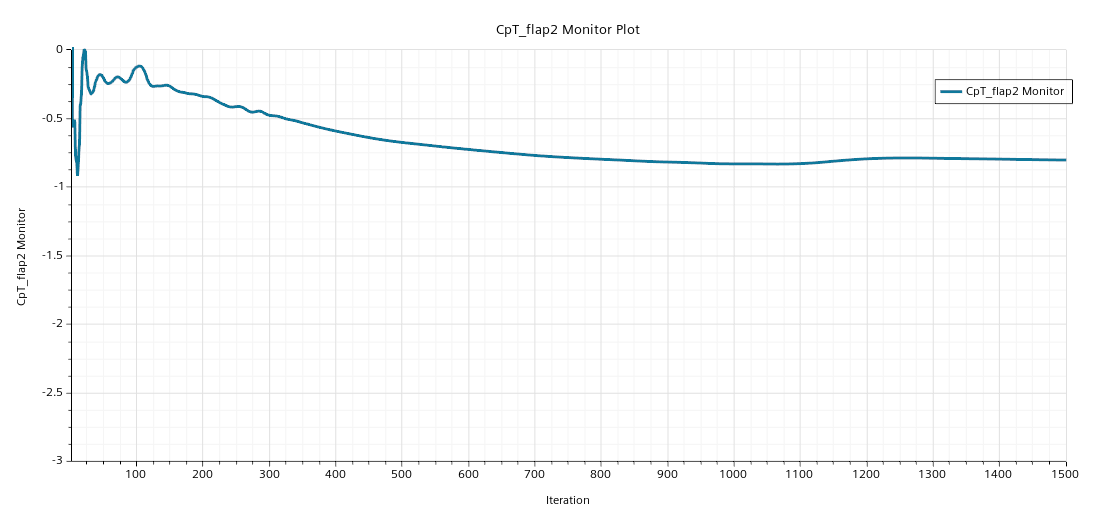 CpT_flap2 Monitor Plot
0
-0.5
-1
-1.5
-2
-2.5
-3
CpT_flap2 Monitor
CpT_flap2 Monitor
100 200 300 400 500 600 700 800 900 1000 1100 1200 1300 1400 1500
Iteration